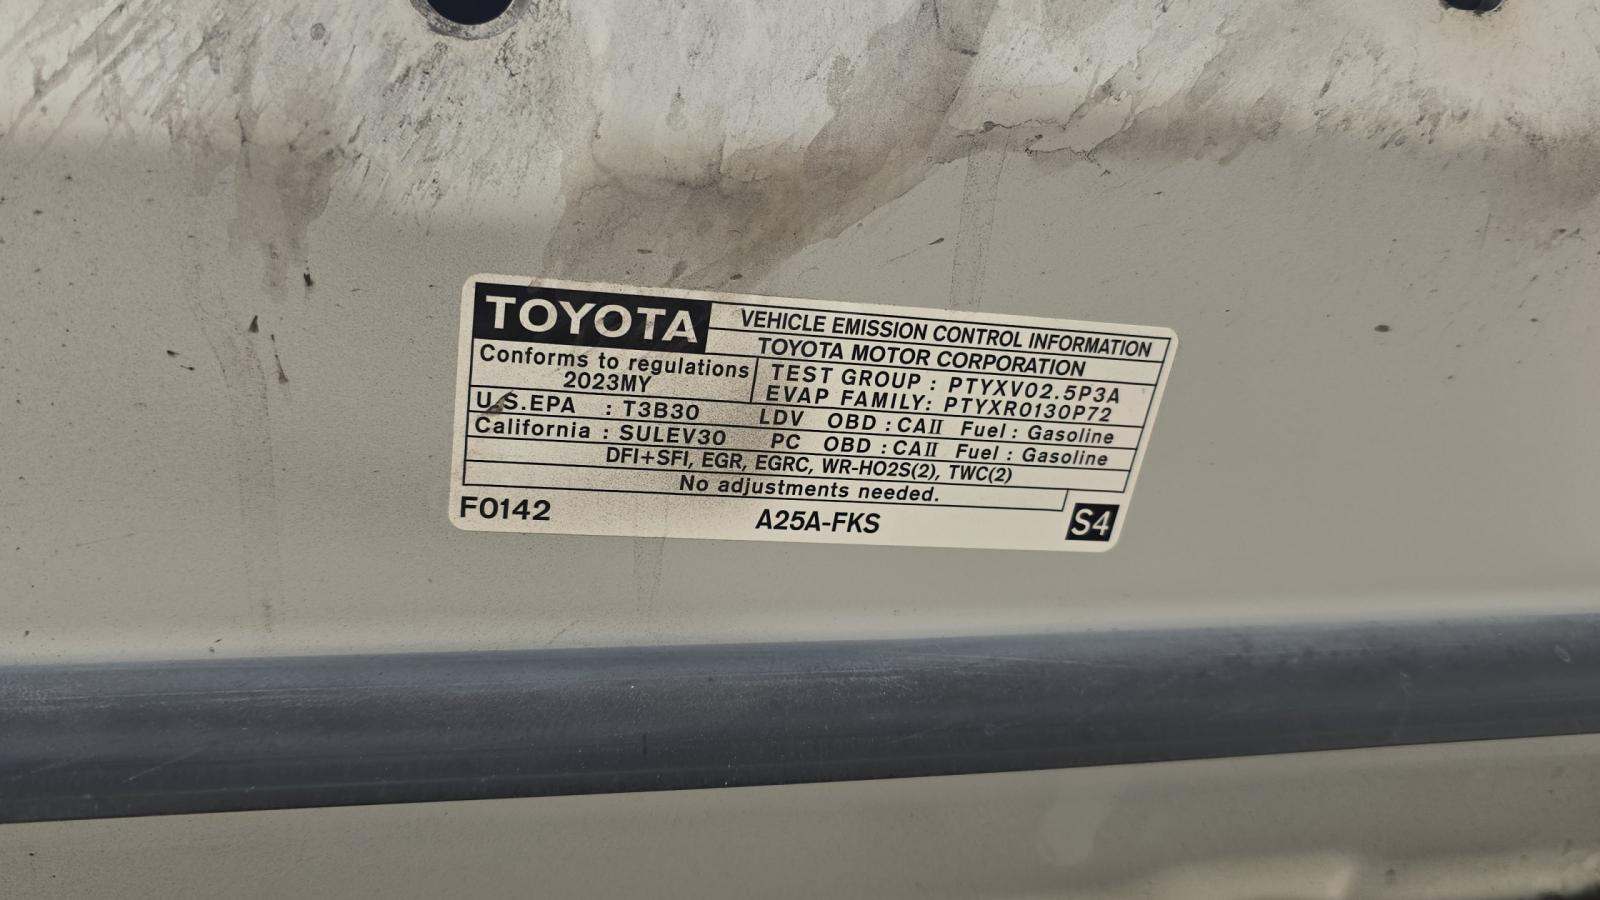 TOYOTA VEHICLE EMISSION CONTROL INFORMATION
TOYOTA MOTOR CORPORATION
Conforms to regulations
2023MY
TEST GROUP : PTYXV02.5P3A
EVAP FAMILY: PTYXR0130P72
U.S.EPA : T3B30 LDV OBD : CAII Fuel : Gasoline
California : SULEV30 PC OBD : CAII Fuel : Gasoline
DFI+SFI, EGR, EGRC, WR-HO2S(2), TWC(2)
No adjustments needed.
F0142 A25A-FKS S4